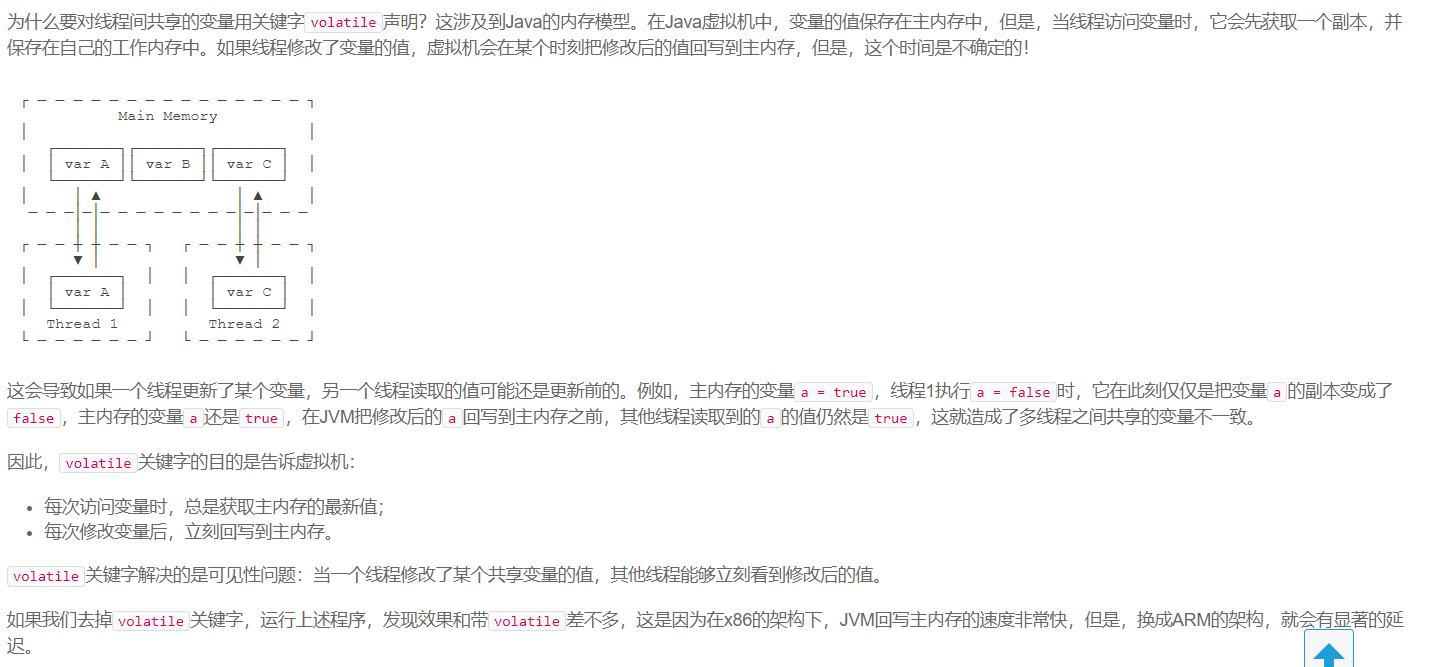 为什么要对线程间共享的变量用关键字volatile声明？这涉及到Java的内存模型。在Java虚拟机中，变量的值保存在主内存中，但是，当线程访问变量时，它会先获取一个副本，并
保存在自己的工作内存中。如果线程修改了变量的值，虚拟机会在某个时刻把修改后的值回写到主内存，但是，这个时间是不确定的！
Main Memory
var A var B var C
var A var C
Thread 1 Thread 2
这会导致如果一个线程更新了某个变量，另一个线程读取的值可能还是更新前的。例如，主内存的变量a = true，线程1执行a = false时，它在此刻仅仅是把变量a的副本变成了
false，主内存的变量a还是true，在JVM把修改后的a回写到主内存之前，其他线程读取到的a的值仍然是true，这就造成了多线程之间共享的变量不一致。
因此，volatile关键字的目的是告诉虚拟机：
• 每次访问变量时，总是获取主内存的最新值；
• 每次修改变量后，立刻回写到主内存。
volatile关键字解决的是可见性问题：当一个线程修改了某个共享变量的值，其他线程能够立刻看到修改后的值。
如果我们去掉volatile关键字，运行上述程序，发现效果和带volatile差不多，这是因为在x86的架构下，JVM回写主内存的速度非常快，但是，换成ARM的架构，就会有显著的延
迟。